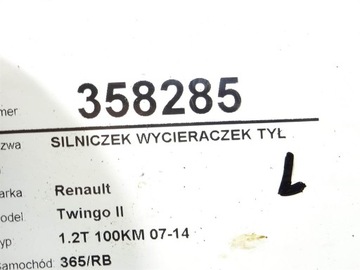 mer 358285
zwa SILNICZEK WYCIERACZEK TYŁ
arka: Renault
odel: Twingo II
yp: 1.2T 100KM 07-14
Samochód: 365/RB
L